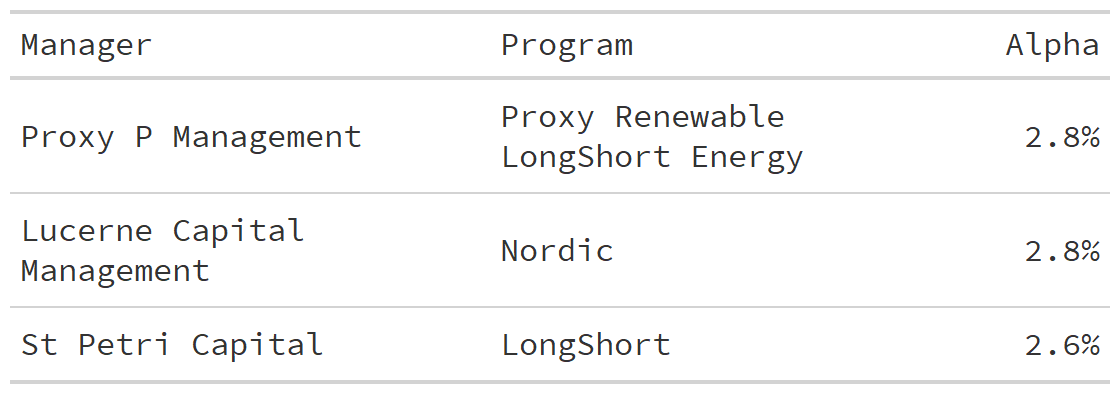 Manager Program Alpha
Proxy P Management Proxy Renewable LongShort Energy 2.8%
Lucerne Capital Management Nordic 2.8%
St Petri Capital LongShort 2.6%